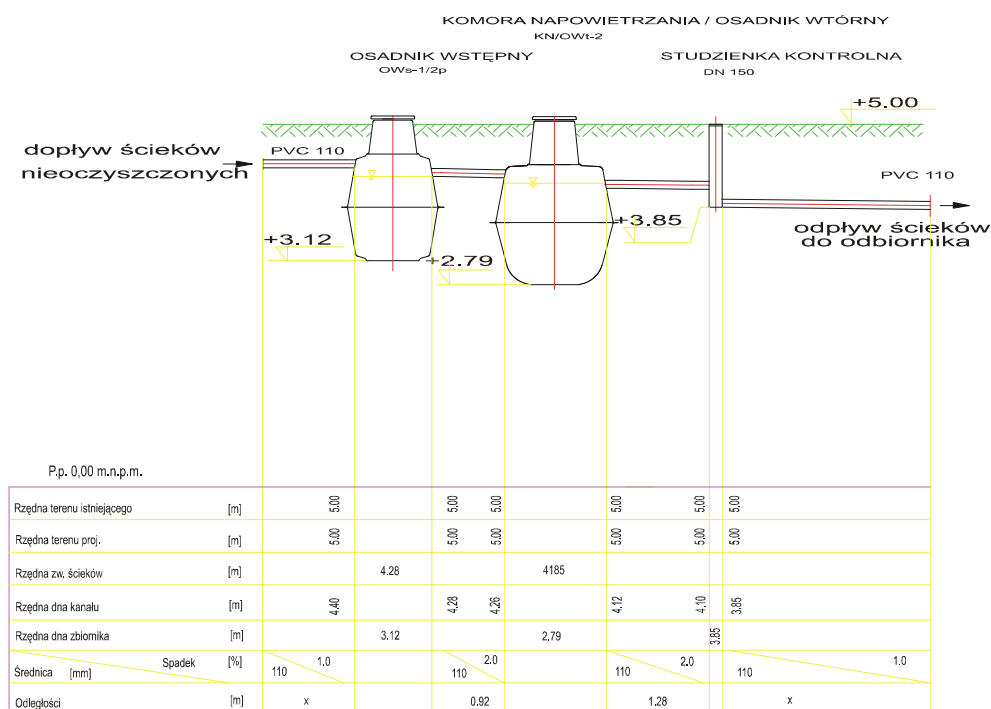 KOMORA NAPOWIETRZANIA / OSADNIK WTÓRNY
KN/OWt-2
OSADNIK WSTĘPNY
OWs-1/2p
STUDZIENKA KONTROLNA
DN 150
+5.00
dopływ ścieków
nieoczyszczonych
PVC 110
PVC 110
+3.12
+2.79
+3.85
odpływ ścieków
do odbiornika
P.p. 0,00 m.n.p.m.
Rzędna terenu istniejącego [m] 5.00 5.00 5.00 5.00 5.00 5.00
Rzędna terenu proj. [m] 5.00 5.00 5.00 5.00 5.00 5.00
Rzędna zw. ścieków [m] 4.28 4185
Rzędna dna kanału [m] 4.40 4.28 4.26 4.12 4.10 3.85
Rzędna dna zbiornika [m] 3.12 2,79 3.85
Spadek [%] 1.0 2.0 2.0 1.0
Średnica [mm] 110 110 110 110
Odległości [m] x 0.92 1.28 x